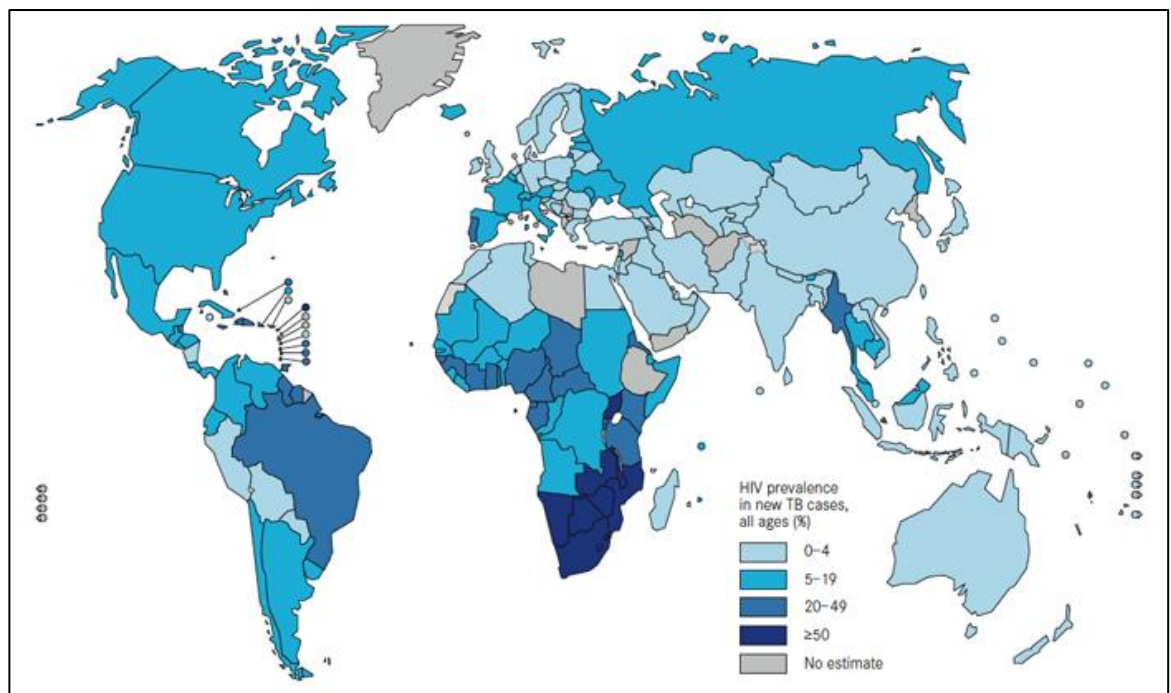 HIV prevalence
in new TB cases,
all ages (%)
0–4
5–19
20–49
≥50
No estimate